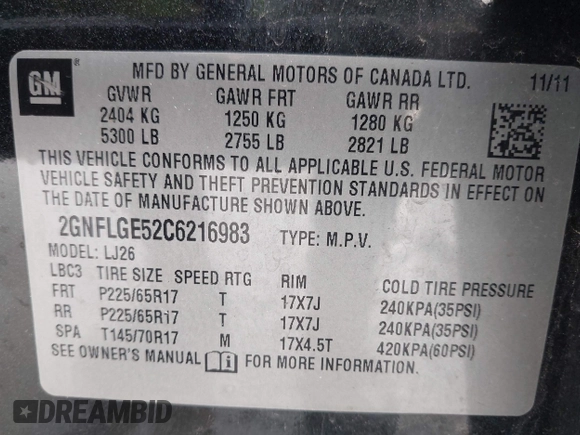 GM ®
MFD BY GENERAL MOTORS OF CANADA LTD. 11/11
GVWR GAWR FRT GAWR RR
2404 KG 1250 KG 1280 KG
5300 LB 2755 LB 2821 LB
THIS VEHICLE CONFORMS TO ALL APPLICABLE U.S. FEDERAL MOTOR
VEHICLE SAFETY AND THEFT PREVENTION STANDARDS IN EFFECT ON
THE DATE OF MANUFACTURE SHOWN ABOVE.
2GNFLGE52C6216983 TYPE: M.P.V.
MODEL: LJ26
LBC3 TIRE SIZE SPEED RTG RIM COLD TIRE PRESSURE
FRT P225/65R17 T 17X7J 240KPA(35PSI)
RR P225/65R17 T 17X7J 240KPA(35PSI)
SPA T145/70R17 M 17X4.5T 420KPA(60PSI)
SEE OWNER'S MANUAL FOR MORE INFORMATION.
DREAMBID